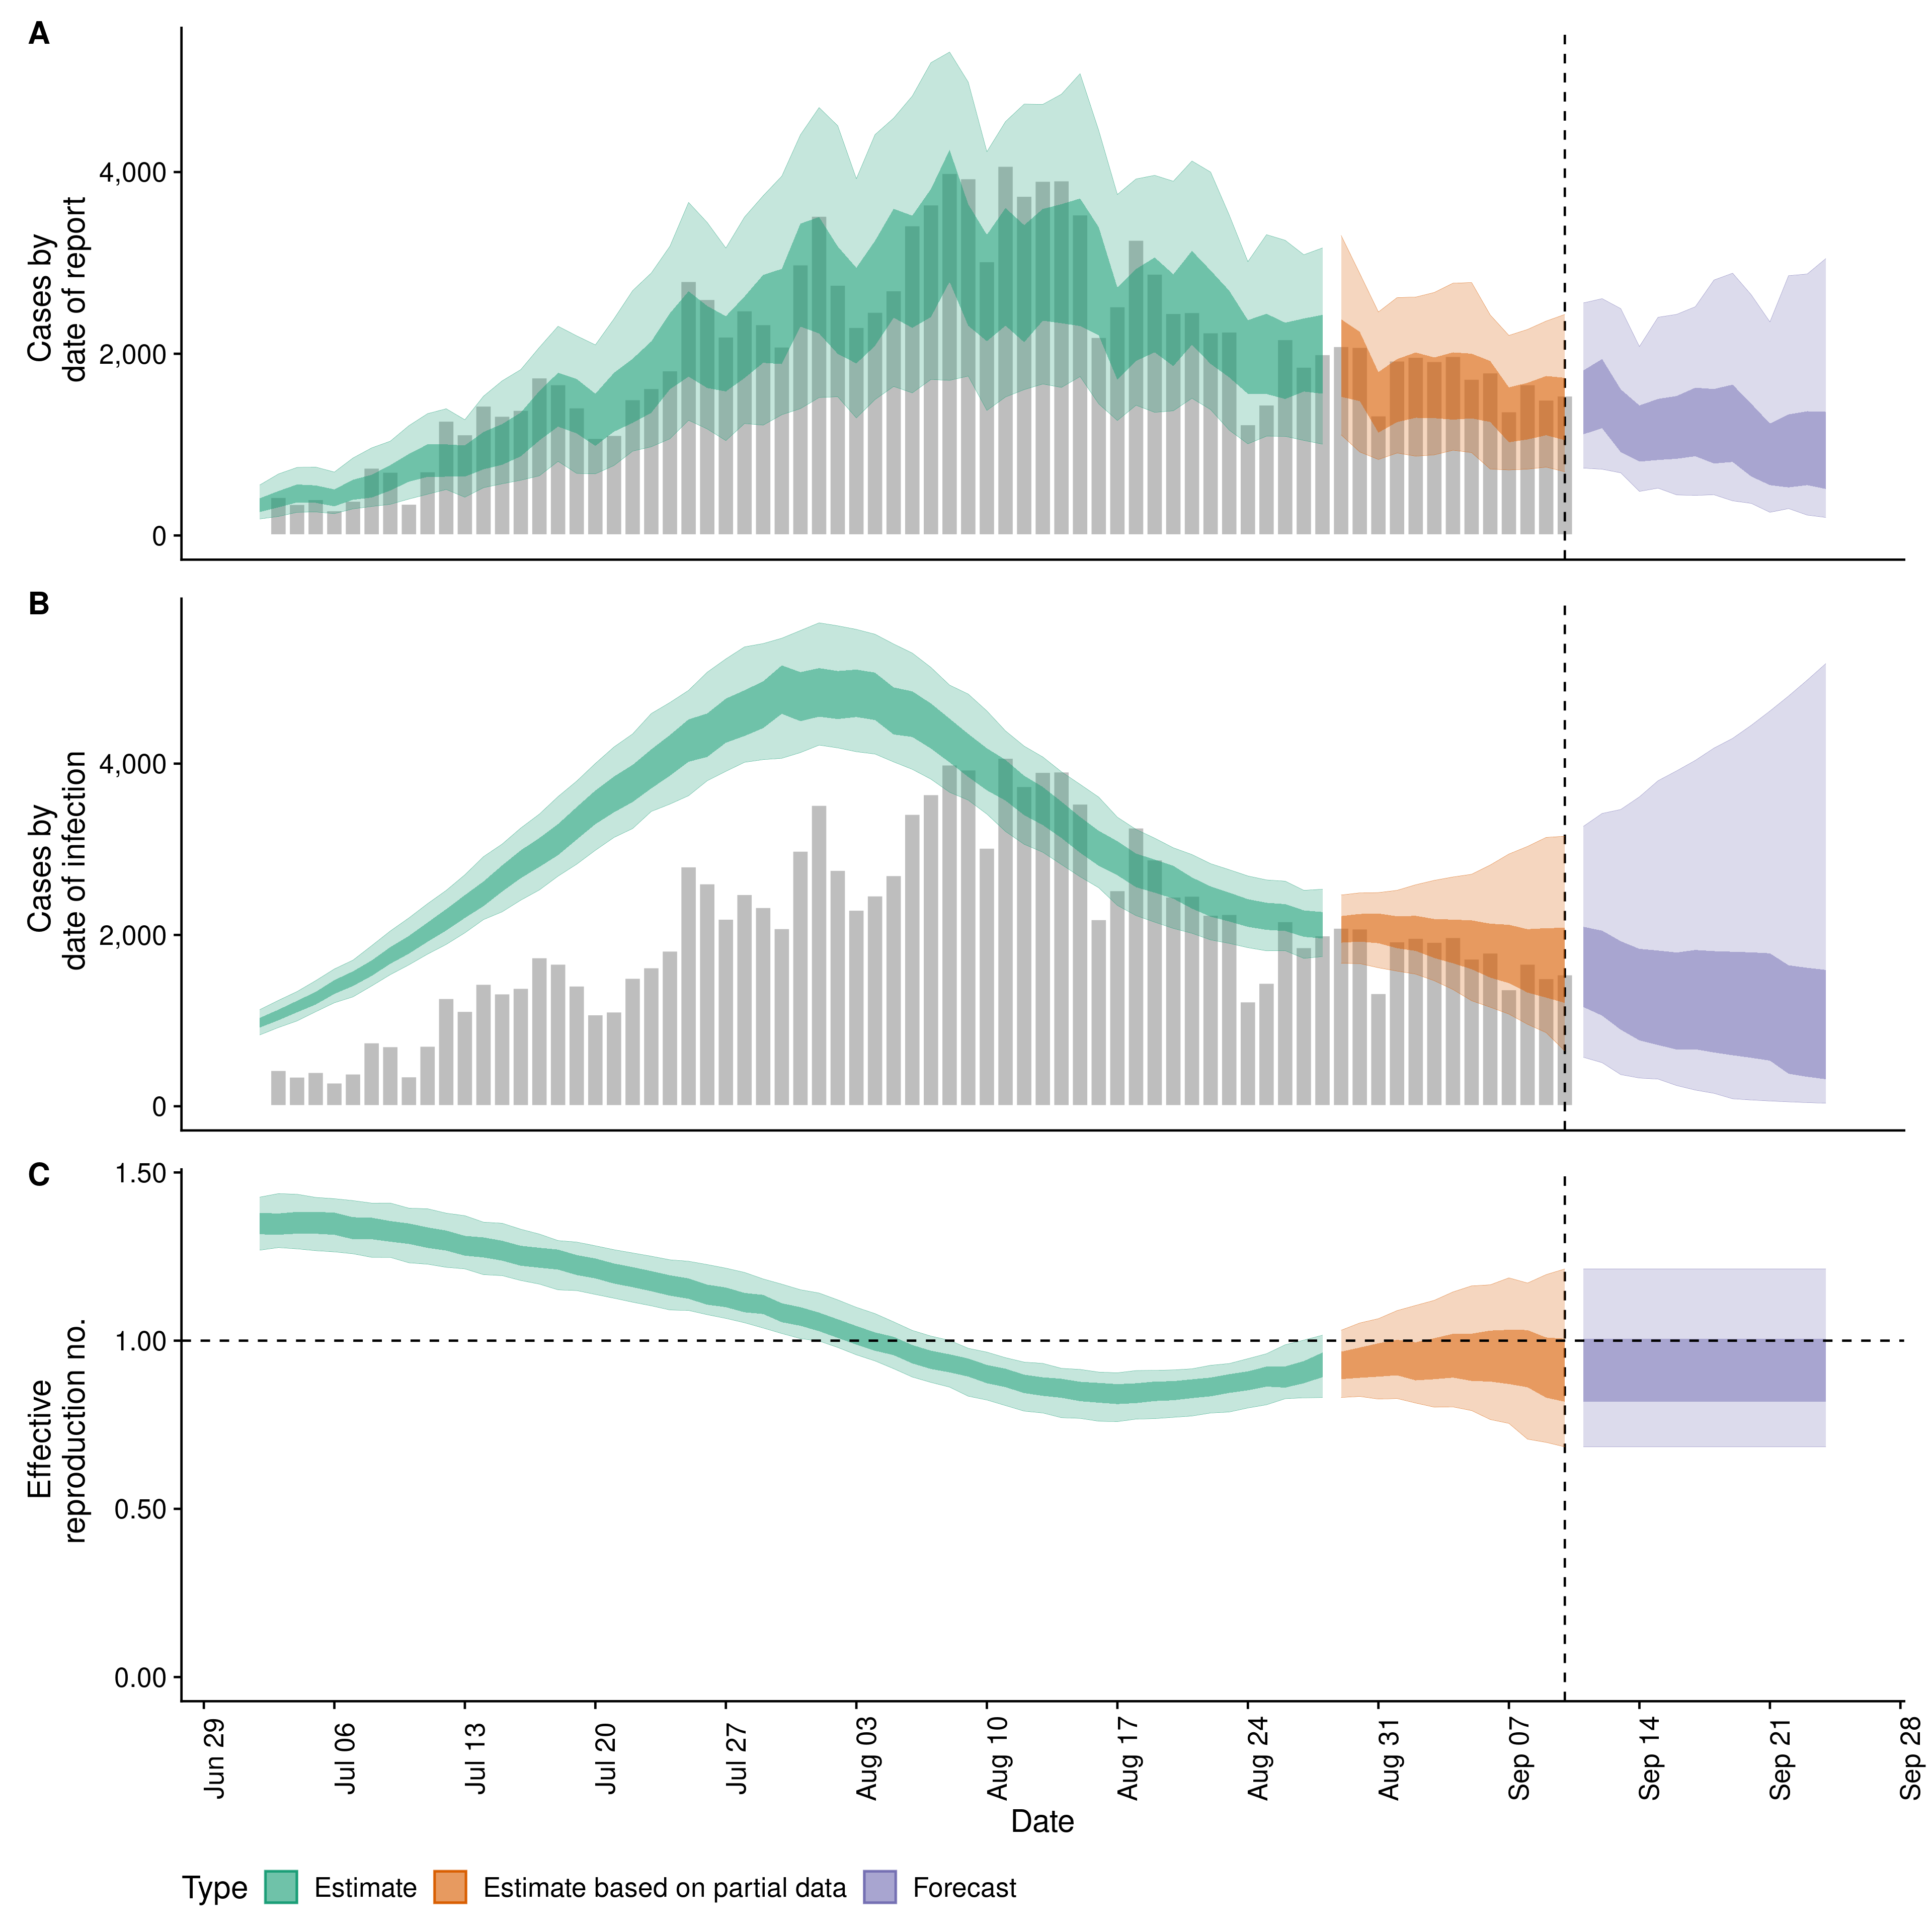 A
Cases by
date of report
4,000
2,000
0
B
Cases by
date of infection
4,000
2,000
0
C
Effective
reproduction no.
1.50
1.00
0.50
0.00
Jun 29
Jul 06
Jul 13
Jul 20
Jul 27
Aug 03
Aug 10
Aug 17
Aug 24
Aug 31
Sep 07
Sep 14
Sep 21
Sep 28
Date
Type Estimate Estimate based on partial data Forecast